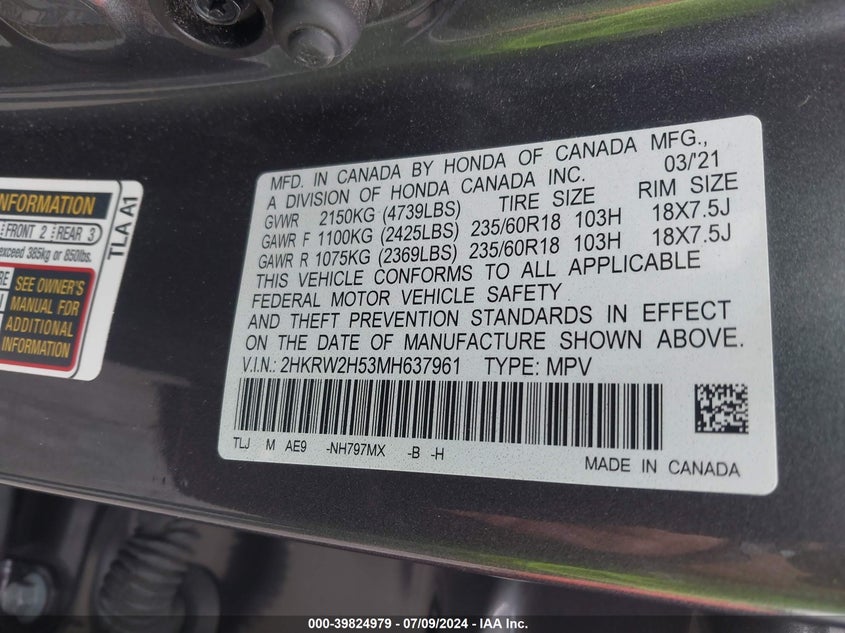 MFD. IN CANADA BY HONDA OF CANADA MFG.,
A DIVISION OF HONDA CANADA INC. 03/'21
GVWR 2150KG (4739LBS) TIRE SIZE RIM SIZE
GAWR F 1100KG (2425LBS) 235/60R18 103H 18X7.5J
GAWR R 1075KG (2369LBS) 235/60R18 103H 18X7.5J
THIS VEHICLE CONFORMS TO ALL APPLICABLE
FEDERAL MOTOR VEHICLE SAFETY
AND THEFT PREVENTION STANDARDS IN EFFECT
ON THE DATE OF MANUFACTURE SHOWN ABOVE.
V.I.N.: 2HKRW2H53MH637961 TYPE: MPV
TLJ M AE9 -NH797MX -B -H
MADE IN CANADA
INFORMATION
FRONT 2 REAR 3
exceed 385kg or 850lbs.
TLA A1
SEE OWNER'S
MANUAL FOR
ADDITIONAL
INFORMATION
000-39824979 - 07/09/2024 - IAA Inc.